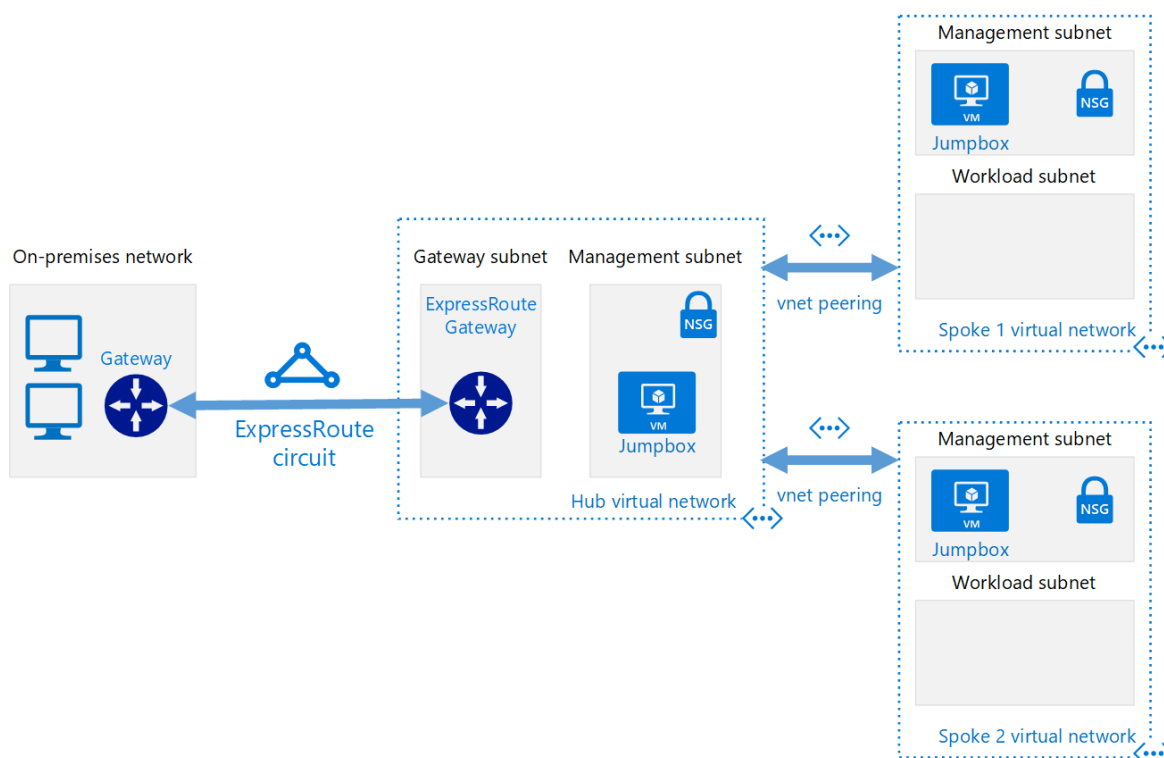 On-premises network
Gateway
ExpressRoute
circuit
Gateway subnet
ExpressRoute
Gateway
Management subnet
NSG
VM
Jumpbox
Hub virtual network
vnet peering
vnet peering
Management subnet
VM
NSG
Jumpbox
Workload subnet
Spoke 1 virtual network
Management subnet
VM
NSG
Jumpbox
Workload subnet
Spoke 2 virtual network